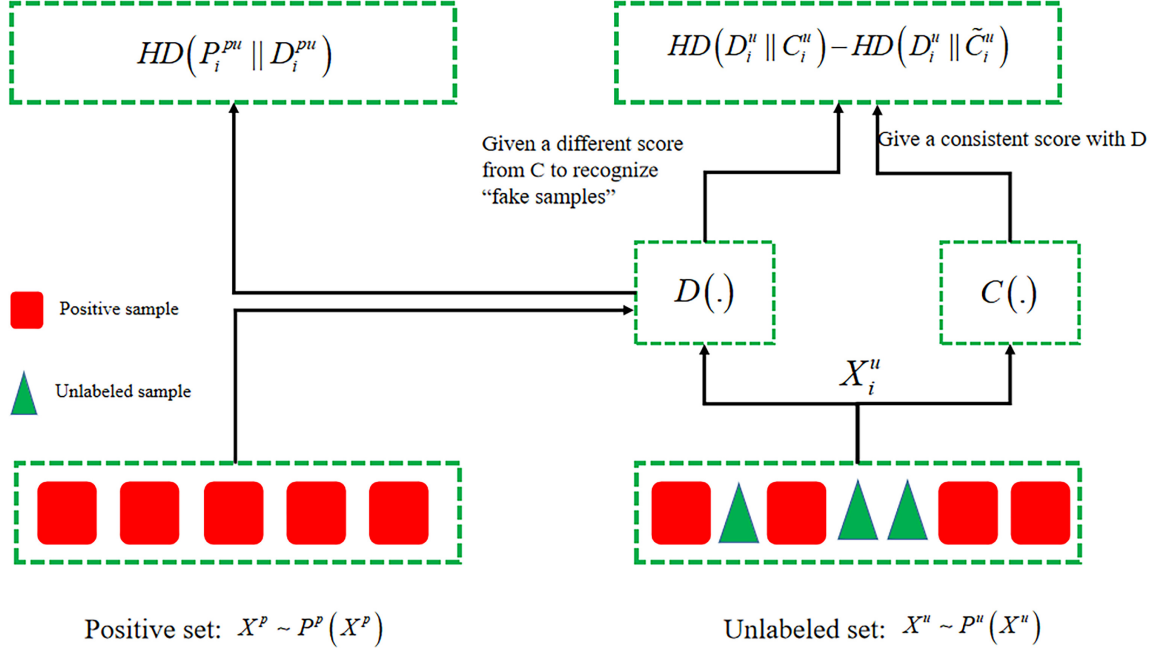 HD(P_i^{pu} || D_i^{pu})
HD(D_i^u || C_i^u) – HD(D_i^u || C̃_i^u)
Given a different score
from C to recognize
“fake samples”
Give a consistent score with D
D(.)
C(.)
Positive sample
X_i^u
Unlabeled sample
Positive set: X^p ~ P^p(X^p)
Unlabeled set: X^u ~ P^u(X^u)